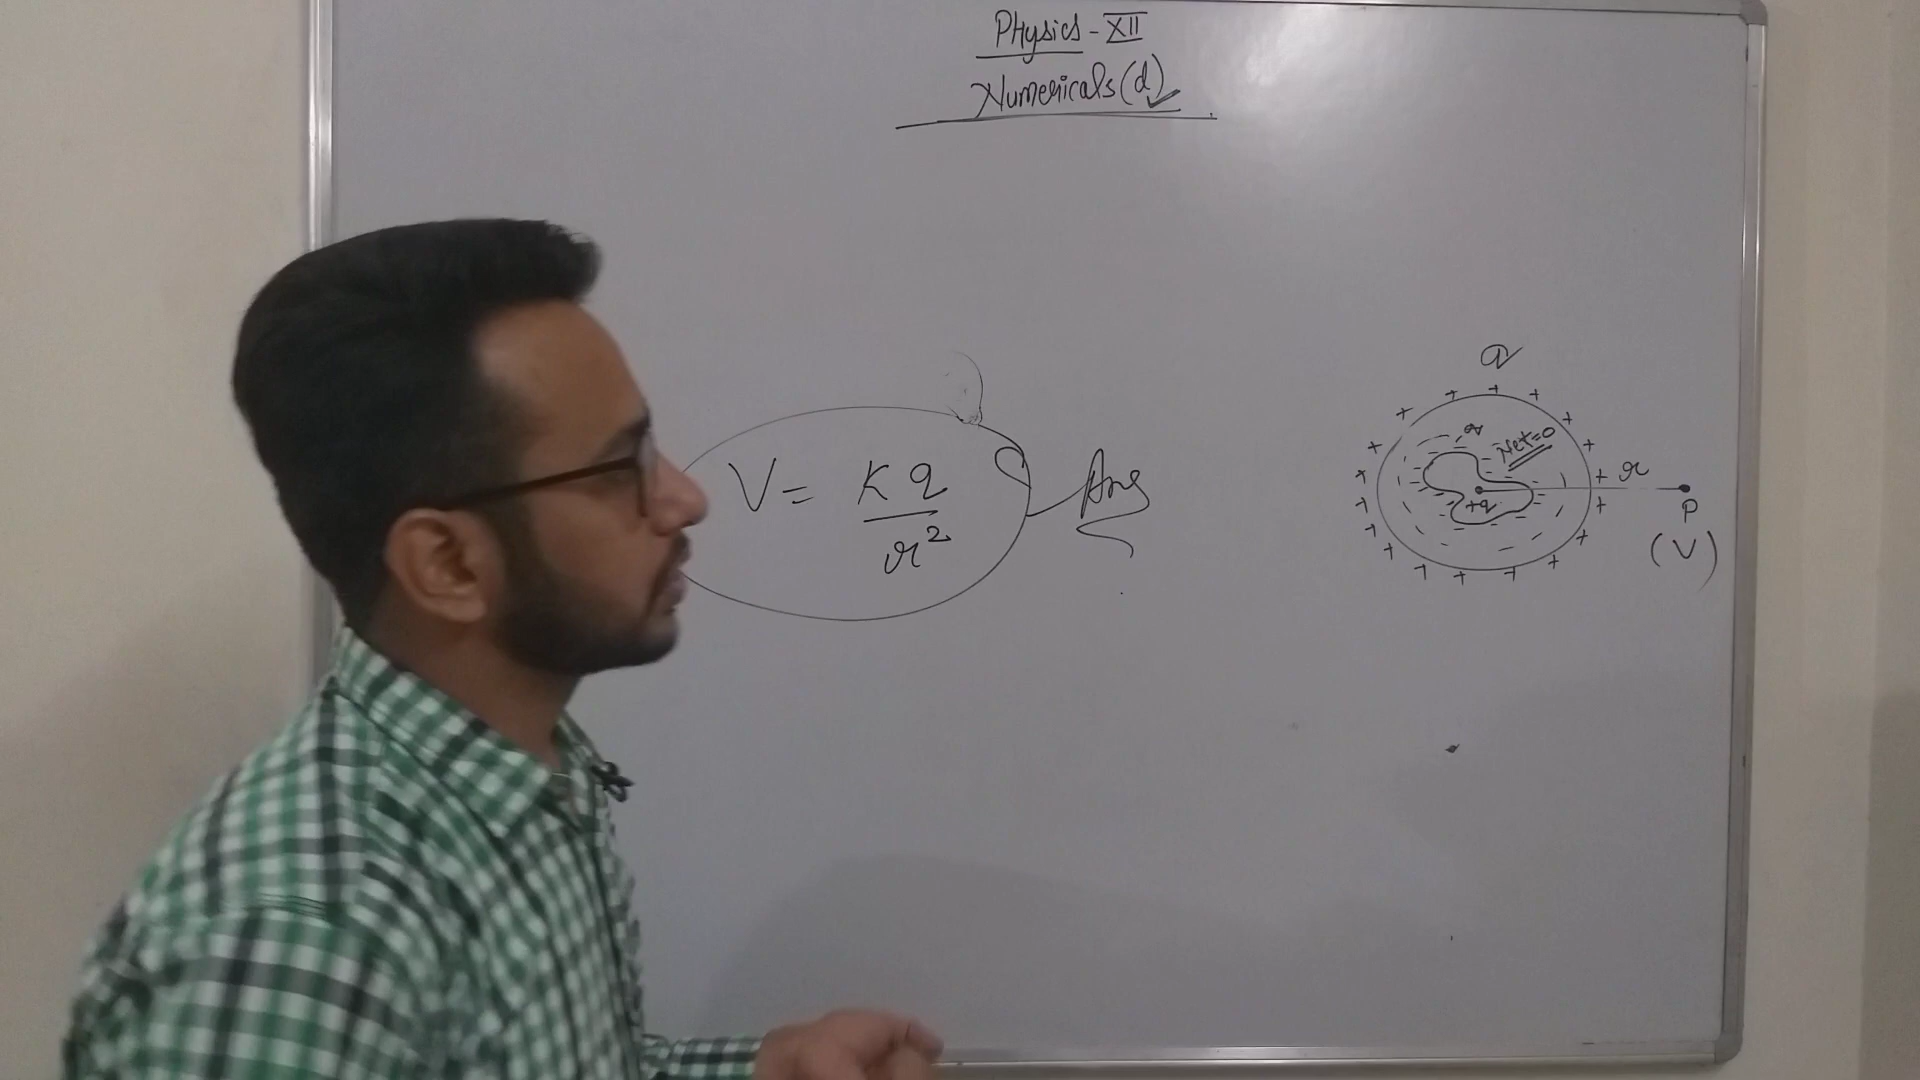 PHysics - XII
Numericals (d)
V = Kq
r²
Ans
Q
q
Net=0
+q
r
P
(V)